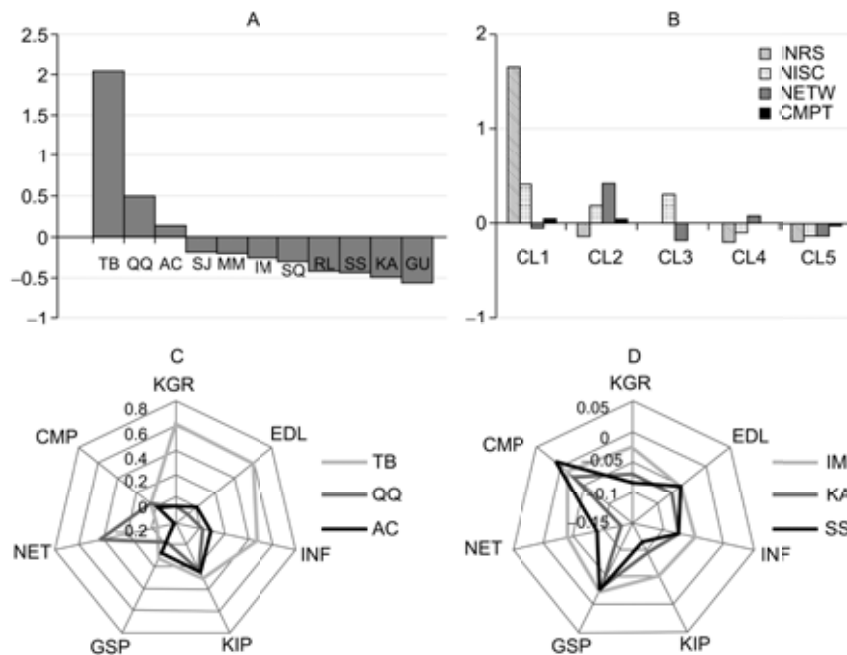 A
2.5
2
1.5
1
0.5
0
−0.5
−1
TB QQ AC SJ MM IM SQ RL SS KA GU
B
2
1
0
−1
INRS
NISC
NETW
CMPT
CL1 CL2 CL3 CL4 CL5
C
KGR
EDL
INF
KIP
GSP
NET
CMP
0.8
0.6
0.4
0.2
0
0.2
TB
QQ
AC
D
KGR
EDL
INF
KIP
GSP
NET
CMP
0.05
0
−0.05
−0.1
−0.15
IM
KA
SS